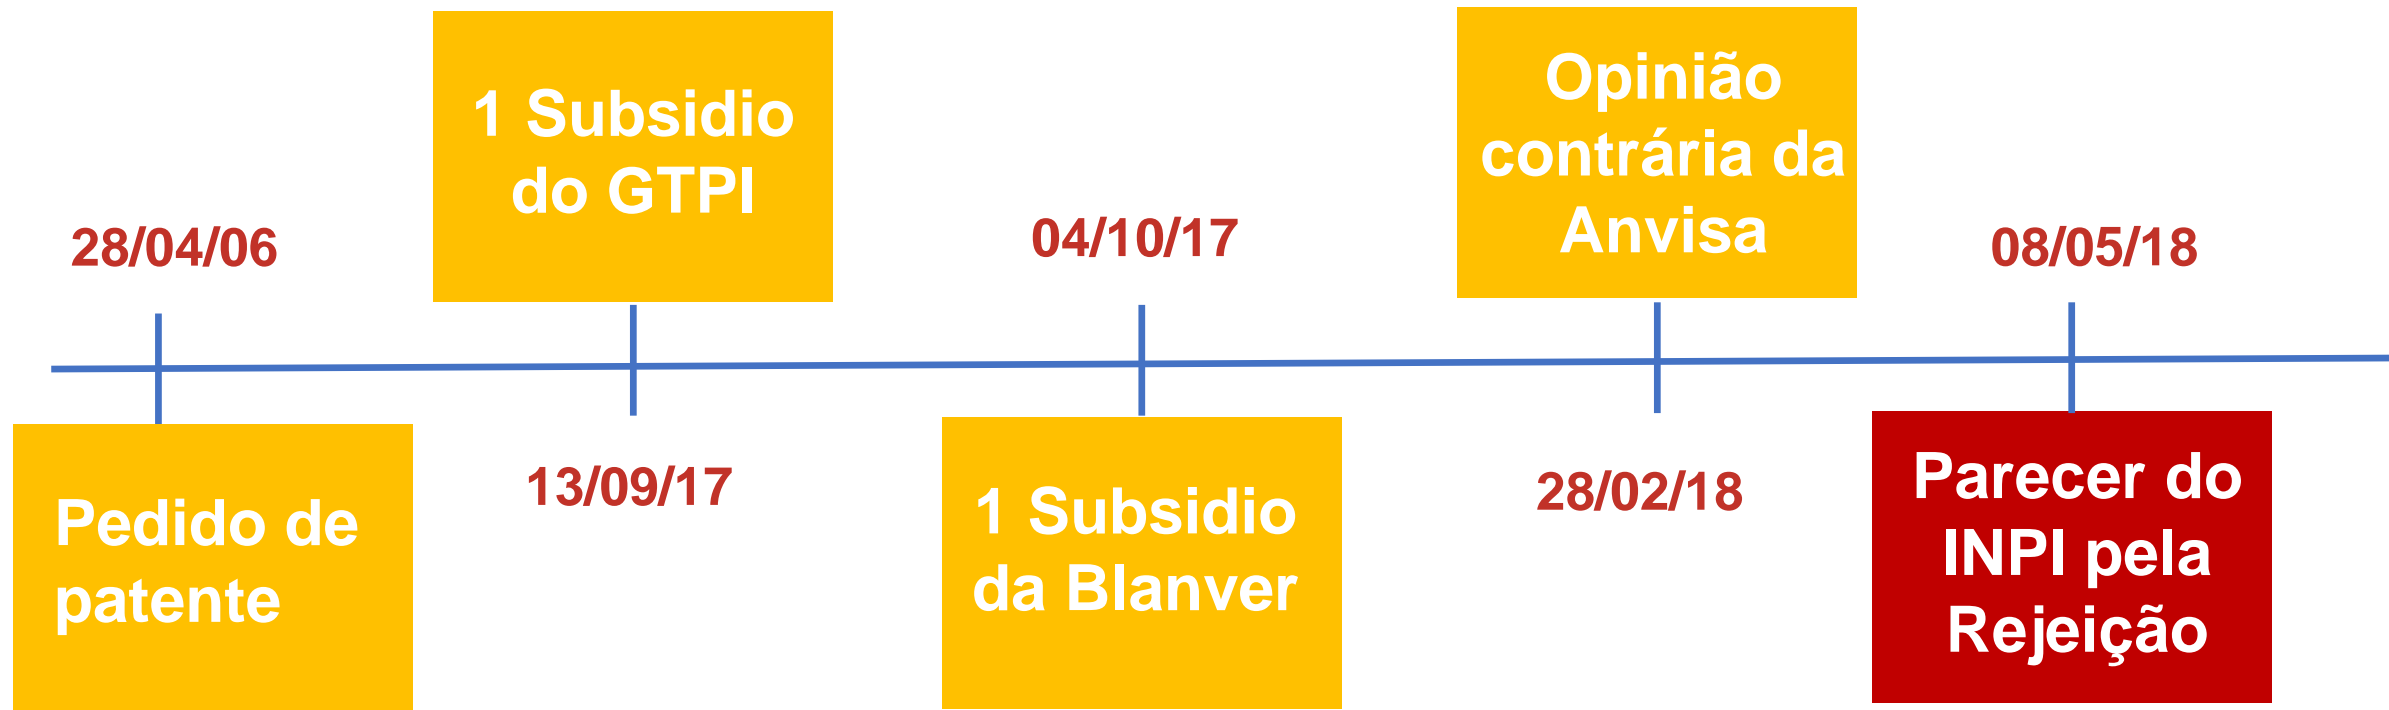 28/04/06
Pedido de
patente
1 Subsidio
do GTPI
13/09/17
04/10/17
1 Subsidio
da Blanver
Opinião
contrária da
Anvisa
28/02/18
08/05/18
Parecer do
INPI pela
Rejeição